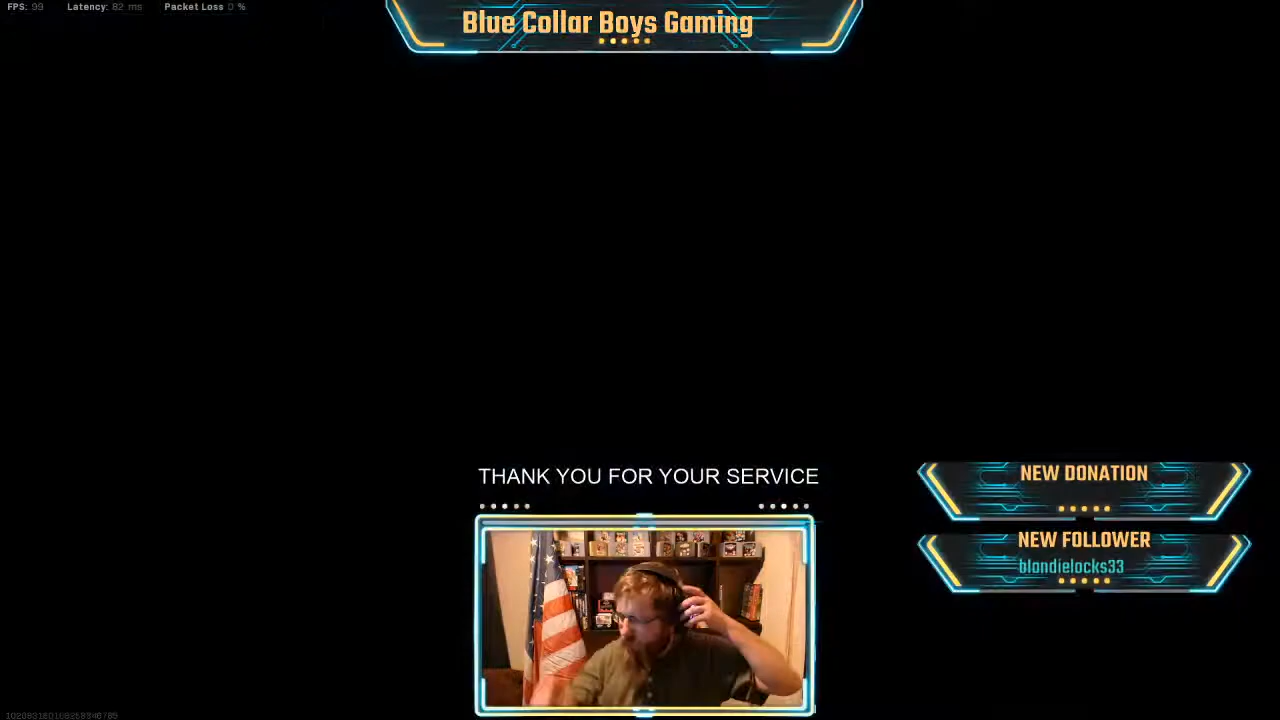 FPS: 99 Latency: 82 ms Packet Loss 0 %
Blue Collar Boys Gaming
THANK YOU FOR YOUR SERVICE
NEW DONATION
NEW FOLLOWER
blondielocks33